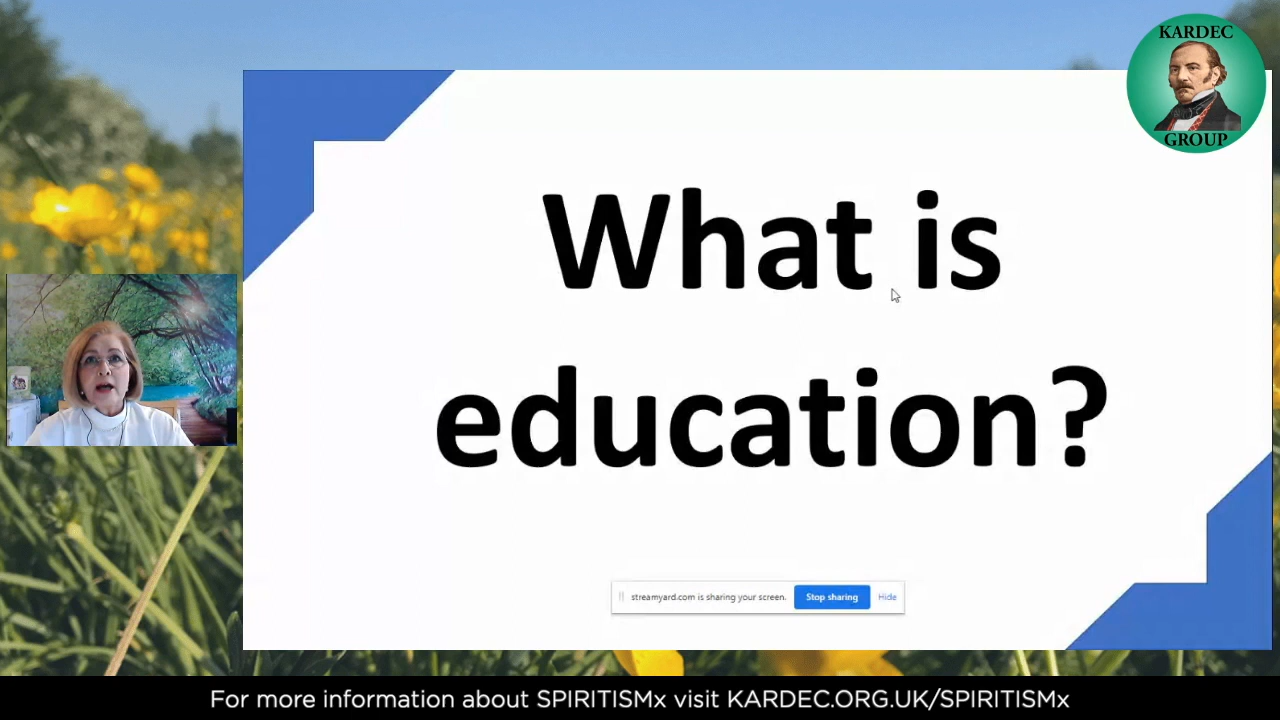 KARDEC
GROUP
What is
education?
streamyard.com is sharing your screen.
Stop sharing
Hide
For more information about SPIRITISMx visit KARDEC.ORG.UK/SPIRITISMx